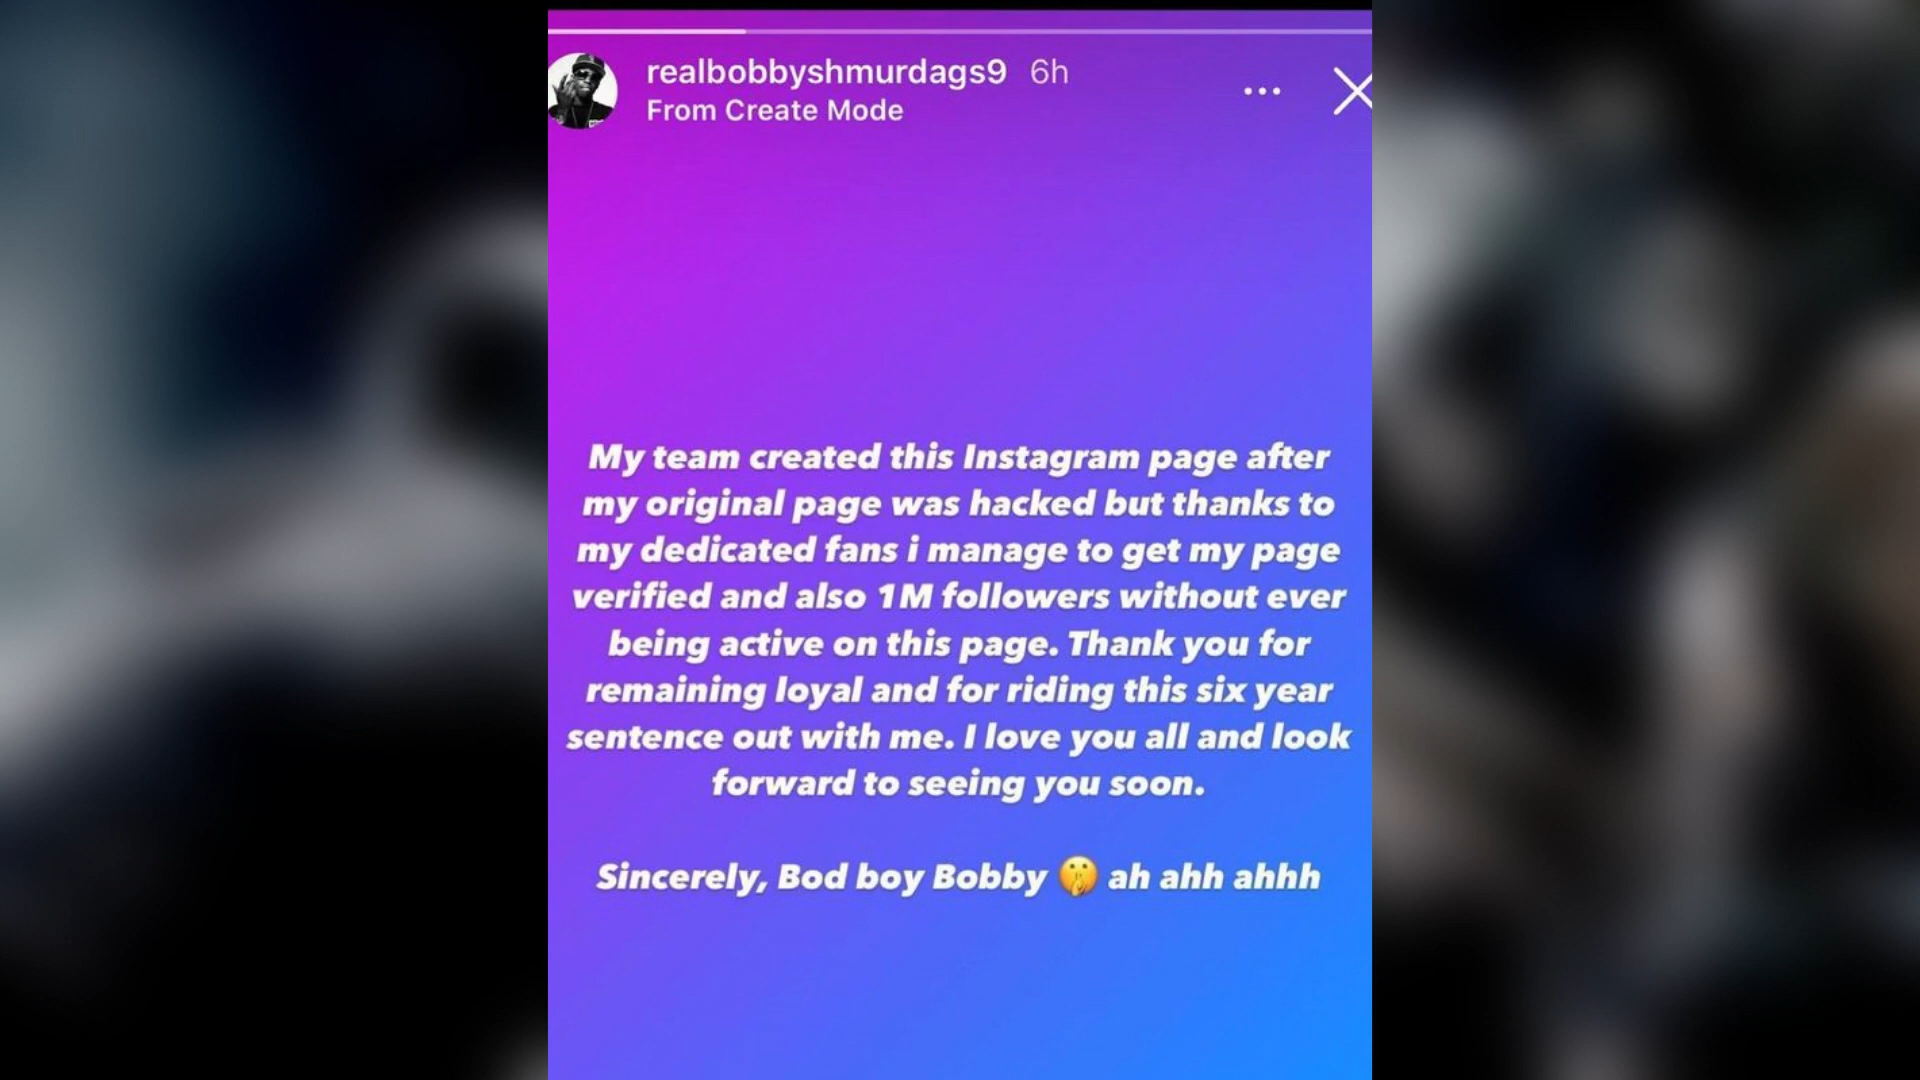 realbobbyshmurdags9 6h
From Create Mode
My team created this Instagram page after
my original page was hacked but thanks to
my dedicated fans i manage to get my page
verified and also 1M followers without ever
being active on this page. Thank you for
remaining loyal and for riding this six year
sentence out with me. I love you all and look
forward to seeing you soon.
Sincerely, Bod boy Bobby 🤫 ah ahh ahhh